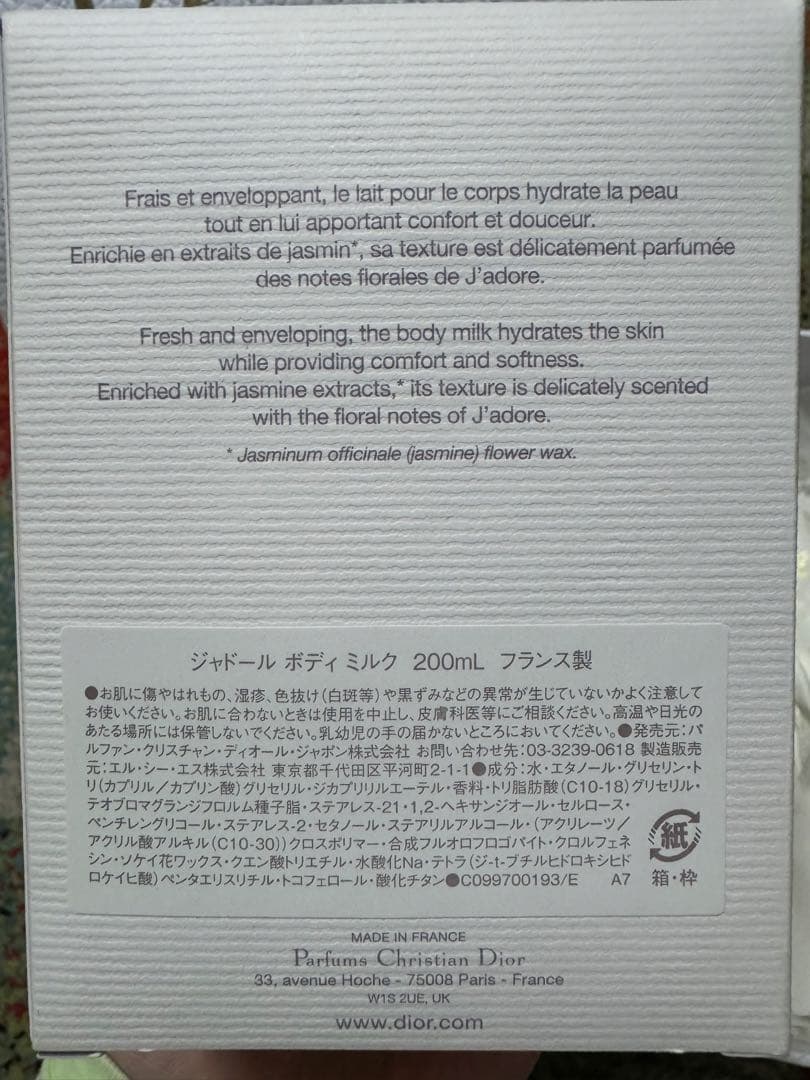 Frais et enveloppant, le lait pour le corps hydrate la peau
tout en lui apportant confort et douceur.
Enrichie en extraits de jasmin*, sa texture est délicatement parfumée
des notes florales de J'adore.
Fresh and enveloping, the body milk hydrates the skin
while providing comfort and softness.
Enriched with jasmine extracts,* its texture is delicately scented
with the floral notes of J'adore.
* Jasminum officinale (jasmine) flower wax.
ジャドール ボディ ミルク 200mL フランス製
●お肌に傷やはれもの、湿疹、色抜け(白斑等)や黒ずみなどの異常が生じていないかよく注意して
お使いください。お肌に合わないときは使用を中止し、皮膚科医等にご相談ください。高温や日光の
あたる場所には保管しないでください。乳幼児の手の届かないところにおいてください。●発売元:パ
ルファン・クリスチャン・ディオール・ジャポン株式会社 お問い合わせ先:03-3239-0618 製造販売
元:エル・シー・エス株式会社 東京都千代田区平河町2-1-1●成分:水・エタノール・グリセリン・ト
リ(カプリル/カプリン酸)グリセリル・ジカプリリルエーテル・香料・トリ脂肪酸(C10-18)グリセリル・
テオブロマグランジフロルム種子脂・ステアレス-21・1,2-ヘキサンジオール・セルロース・
ペンチレングリコール・ステアレス-2・セタノール・ステアリルアルコール・(アクリレーツ/
アクリル酸アルキル(C10-30))クロスポリマー・合成フルオロフロゴパイト・クロルフェネ
シン・ソケイ花ワックス・クエン酸トリエチル・水酸化Na・テトラ(ジ-t-ブチルヒドロキシヒド
ロケイヒ酸)ペンタエリスリチル・トコフェロール・酸化チタン●C099700193/E A7
紙
箱・枠
MADE IN FRANCE
Parfums Christian Dior
33, avenue Hoche - 75008 Paris - France
W1S 2UE, UK
www.dior.com